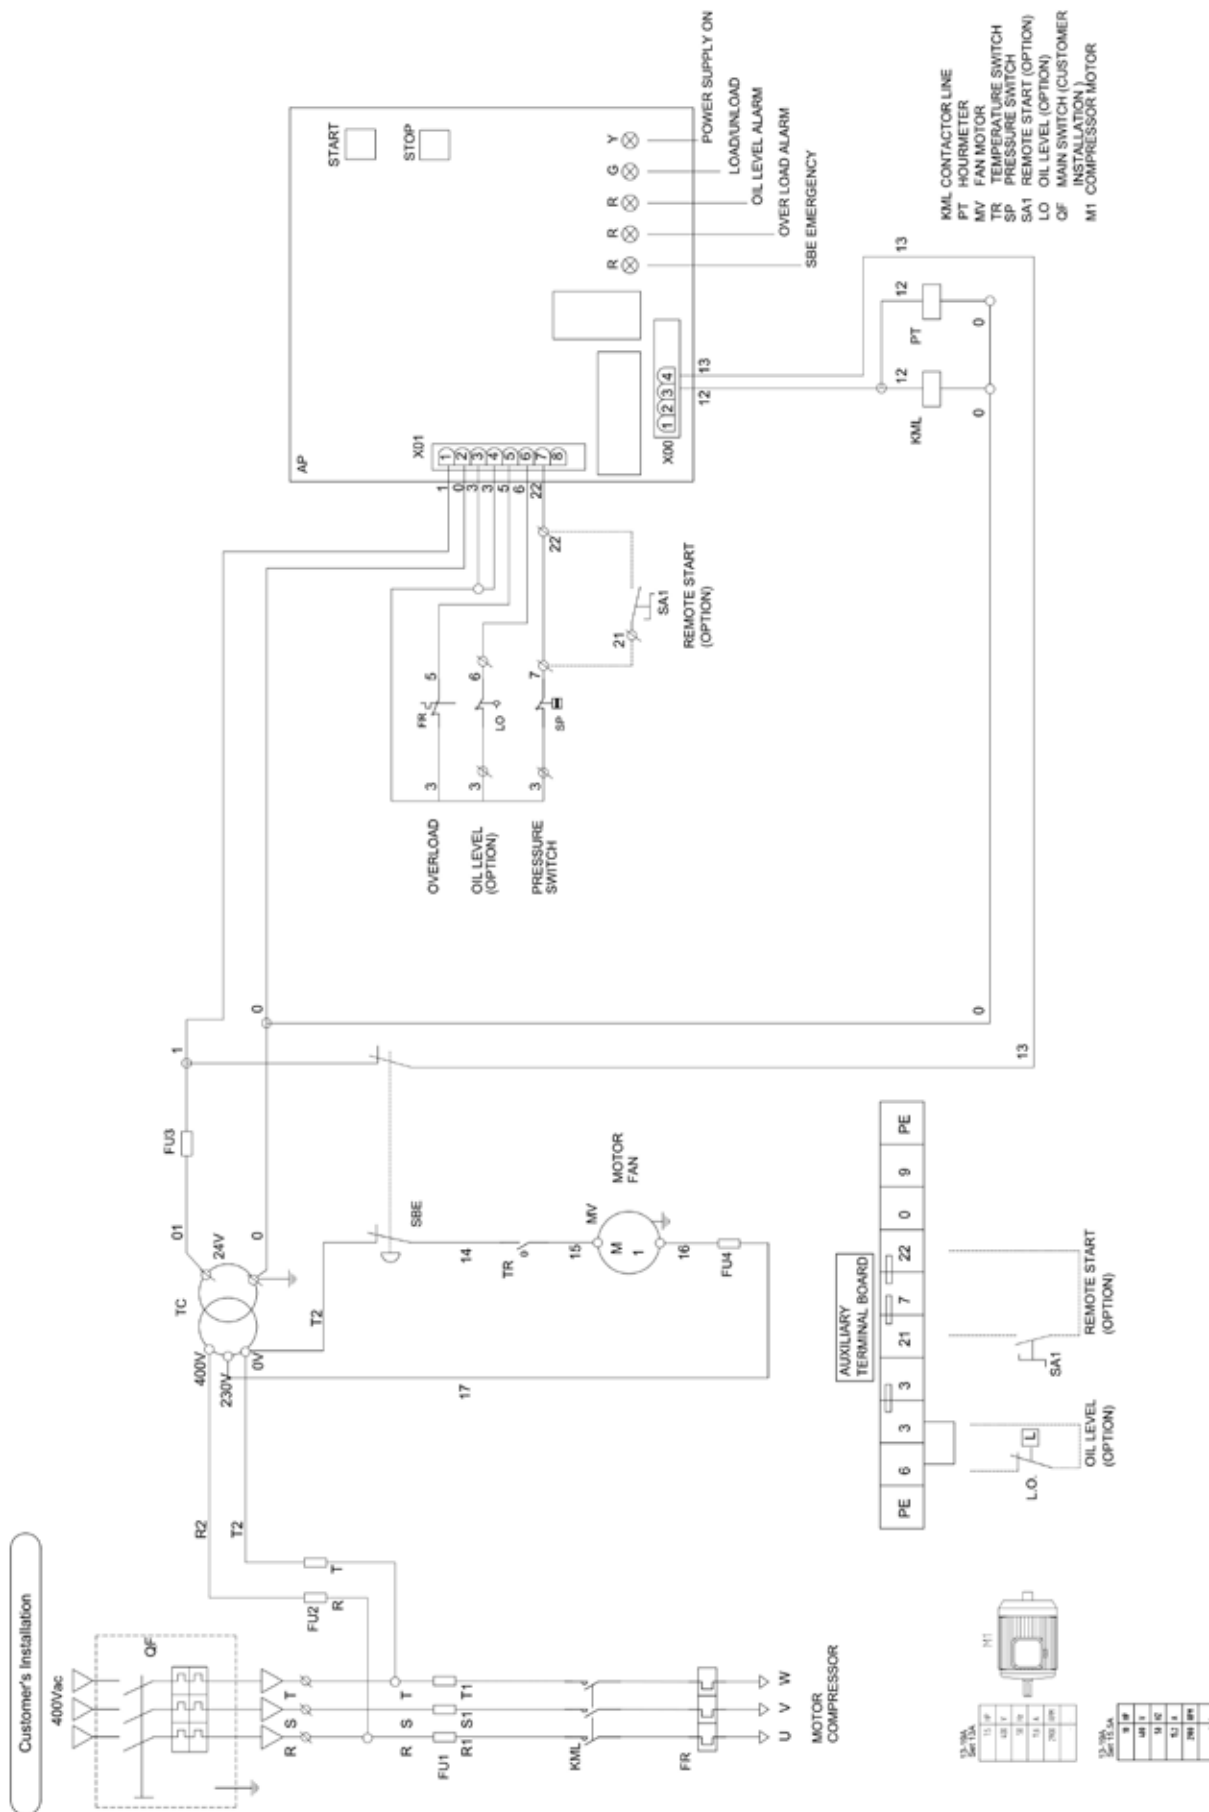 Customer's Installation
400Vac
QF
R
S
T
R
S
T
FU1
R1
S1
T1
KML
FR
U
V
W
MOTOR
COMPRESSOR
FU2
R
T
R2
T2
400V
230V
0V
TC
24V
01
0
FU3
1
0
T2
SBE
14
TR
15
MV
M
1
16
MOTOR
FAN
FU4
17
13
0
OVERLOAD
OIL LEVEL
(OPTION)
PRESSURE
SWITCH
3
3
3
FR
LO
SP
5
6
7
21
SA1
22
REMOTE START
(OPTION)
1
0
3
3
5
6
22
AP
X01
1
2
3
4
5
6
7
8
START
STOP
X00
1
2
3
4
12
13
R
R
R
G
Y
SBE EMERGENCY
OVER LOAD ALARM
OIL LEVEL ALARM
LOAD/UNLOAD
POWER SUPPLY ON
KML
12
0
PT
12
0
13
KML CONTACTOR LINE
PT HOURMETER
MV FAN MOTOR
TR TEMPERATURE SWITCH
SP PRESSURE SWITCH
SA1 REMOTE START (OPTION)
LO OIL LEVEL (OPTION)
QF MAIN SWITCH (CUSTOMER
INSTALLATION )
M1 COMPRESSOR MOTOR
AUXILIARY
TERMINAL BOARD
PE
6
3
3
21
7
22
0
9
PE
L.O.
L
OIL LEVEL
(OPTION)
SA1
REMOTE START
(OPTION)
M1